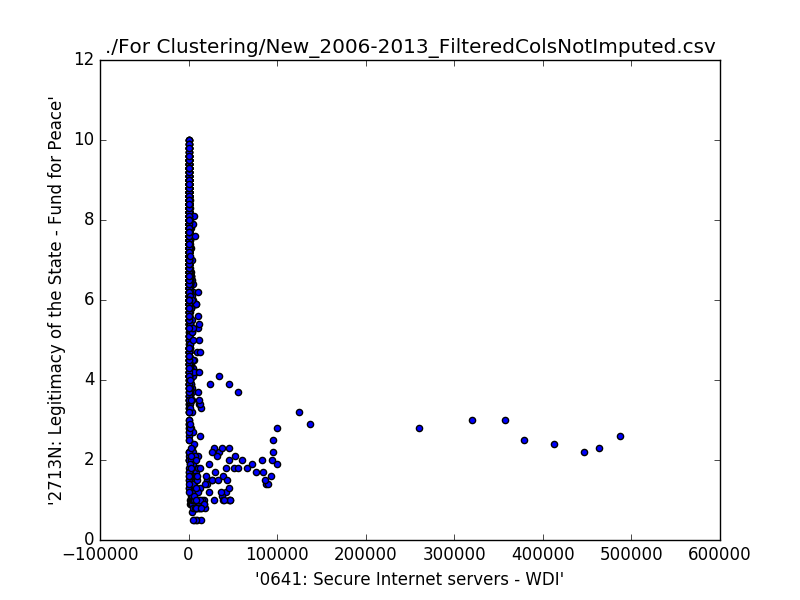 ./For Clustering/New_2006-2013_FilteredColsNotImputed.csv
12
10
8
6
4
2
0
'2713N: Legitimacy of the State - Fund for Peace'
−100000 0 100000 200000 300000 400000 500000 600000
'0641: Secure Internet servers - WDI'